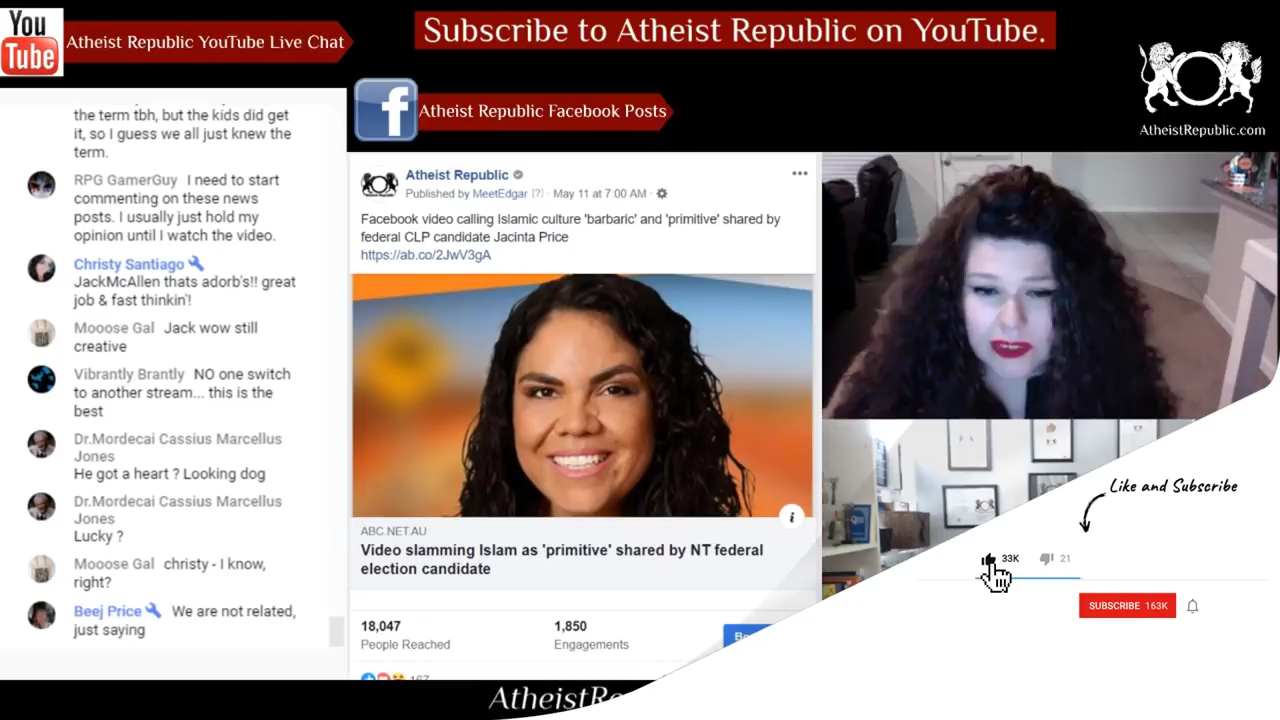 You
Tube
Atheist Republic YouTube Live Chat
Subscribe to Atheist Republic on YouTube.
AtheistRepublic.com
Atheist Republic Facebook Posts
the term tbh, but the kids did get
it, so I guess we all just knew the
term.
RPG GamerGuy I need to start
commenting on these news
posts. I usually just hold my
opinion until I watch the video.
Christy Santiago
JackMcAllen thats adorb's!! great
job & fast thinkin'!
Mooose Gal Jack wow still
creative
Vibrantly Brantly NO one switch
to another stream... this is the
best
Dr.Mordecai Cassius Marcellus
Jones
He got a heart ? Looking dog
Dr.Mordecai Cassius Marcellus
Jones
Lucky ?
Mooose Gal christy - I know,
right?
Beej Price We are not related,
just saying
Atheist Republic
Published by MeetEdgar [?] · May 11 at 7:00 AM ·
Facebook video calling Islamic culture 'barbaric' and 'primitive' shared by
federal CLP candidate Jacinta Price
https://ab.co/2JwV3gA
ABC.NET.AU
Video slamming Islam as 'primitive' shared by NT federal
election candidate
18,047
People Reached
1,850
Engagements
167
AtheistRe
Like and Subscribe
33K
21
SUBSCRIBE 163K